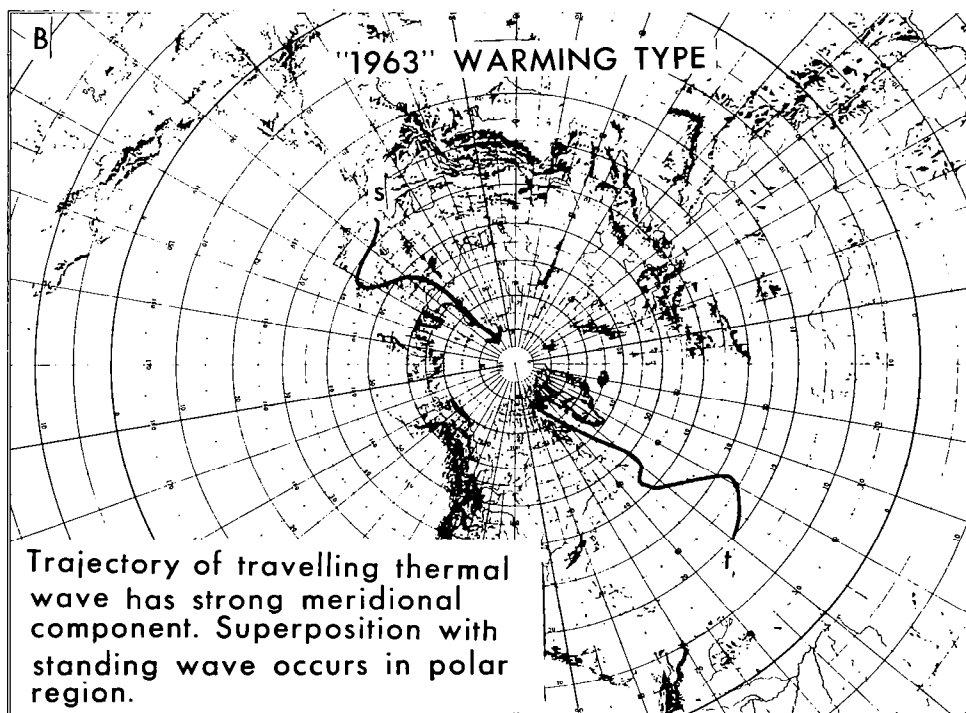 B
"1963" WARMING TYPE
s
t
Trajectory of travelling thermal
wave has strong meridional
component. Superposition with
standing wave occurs in polar
region.